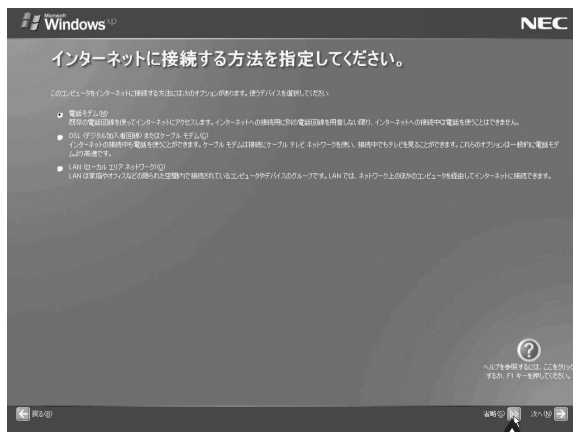 Microsoft
Windows xp
NEC
インターネットに接続する方法を指定してください。
このコンピュータをインターネットに接続する方法には次のオプションがあります。使うデバイスを選択してください
電話モデム(M)
既存の電話回線を使ってインターネットにアクセスします。インターネットへの接続用に別の電話回線を用意しない限り、インターネットへの接続中は電話を使うことはできません。
DSL (デジタル加入者回線) またはケーブル モデム(C)
インターネットの接続中も電話を使うことができます。ケーブル モデムは接続にケーブル テレビ ネットワークを使い、接続中でもテレビを見ることができます。これらのオプションは一般的に電話モデ
ムより高速です。
LAN (ローカル エリア ネットワーク)(O)
LAN は家庭やオフィスなどの限られた空間内で接続されているコンピュータやデバイスのグループです。LAN では、ネットワーク上のほかのコンピュータを経由してインターネットに接続できます。
ヘルプを参照するには、ここをクリック
するか、F1 キーを押してください。
戻る(B)
省略(S)
次へ(N)